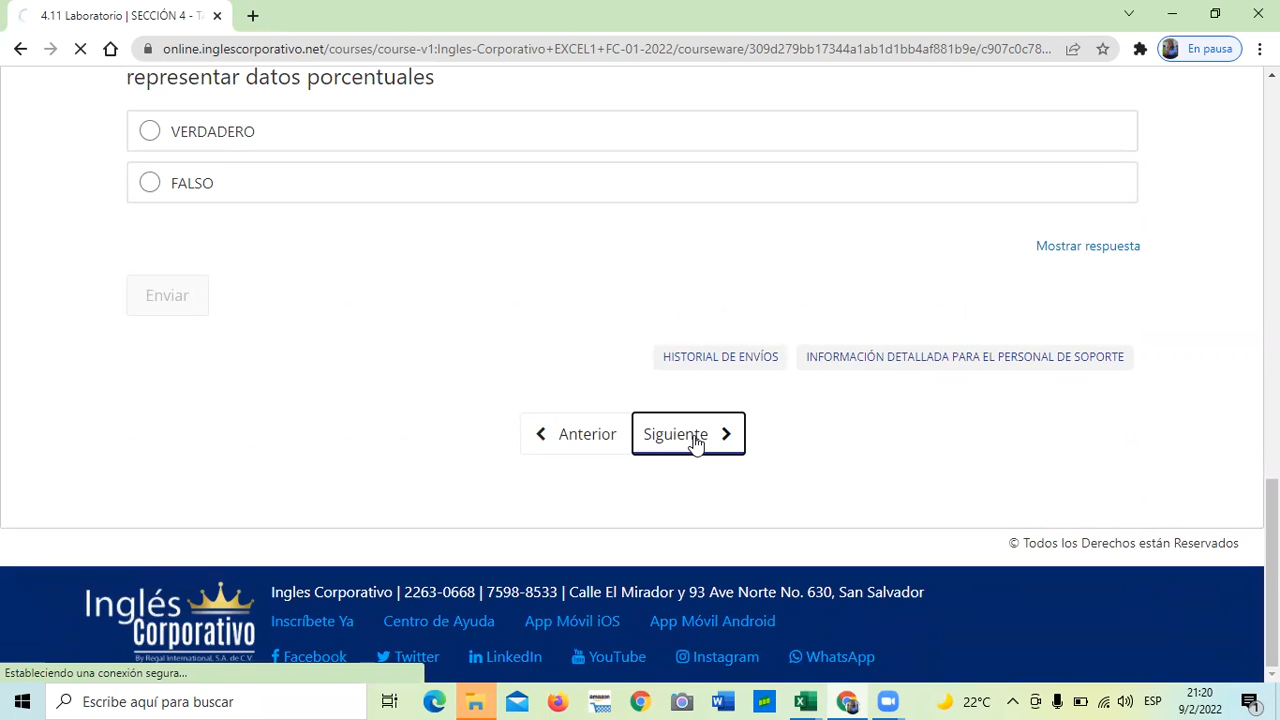 4.11 Laboratorio | SECCIÓN 4 - TA
online.inglescorporativo.net/courses/course-v1:Ingles-Corporativo+EXCEL1+FC-01-2022/courseware/309d279bb17344a1ab1d1bb4af881b9e/c907c0c78...
En pausa
representar datos porcentuales
VERDADERO
FALSO
Mostrar respuesta
Enviar
HISTORIAL DE ENVÍOS
INFORMACIÓN DETALLADA PARA EL PERSONAL DE SOPORTE
Anterior
Siguiente
© Todos los Derechos están Reservados
Inglés Corporativo
By Regal International, S.A. de C.V.
Ingles Corporativo | 2263-0668 | 7598-8533 | Calle El Mirador y 93 Ave Norte No. 630, San Salvador
Inscríbete Ya Centro de Ayuda App Móvil iOS App Móvil Android
Facebook Twitter LinkedIn YouTube Instagram WhatsApp
Estableciendo una conexión segura...
Escribe aquí para buscar
22°C
ESP
21:20
9/2/2022